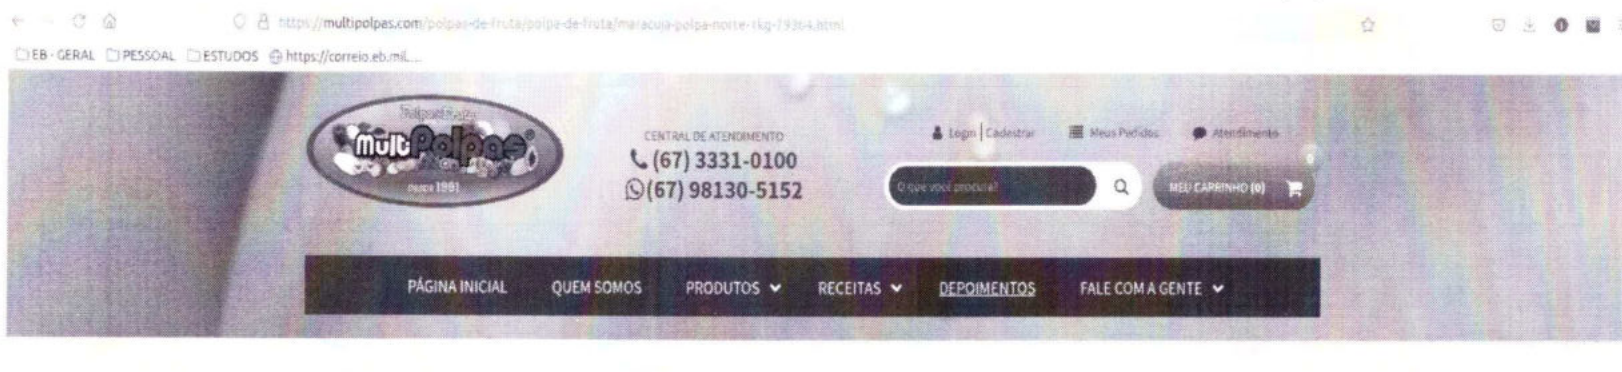 https://multipolpas.com/polpas-de-fruta/polpa-de-fruta/maracuja-polpa-norte-1kg-79364.html
EB - GERAL PESSOAL ESTUDOS https://correio.eb.mil....
multiPolpas®
desde 1991
CENTRAL DE ATENDIMENTO
(67) 3331-0100
(67) 98130-5152
Login | Cadastrar Meus Pedidos Atendimento
O que você procura?
0
MEU CARRINHO (0)
PÁGINA INICIAL QUEM SOMOS PRODUTOS RECEITAS DEPOIMENTOS FALE COM A GENTE